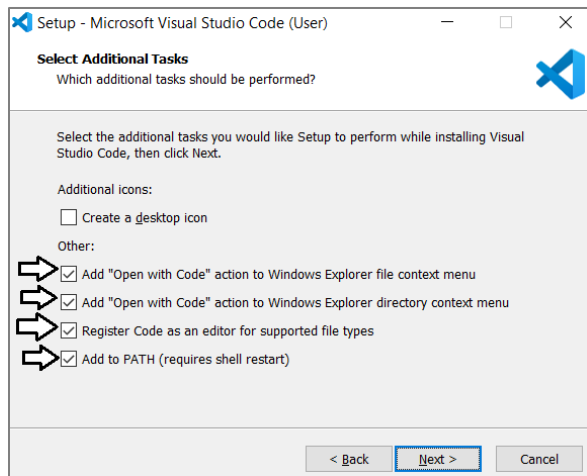 Setup - Microsoft Visual Studio Code (User)
Select Additional Tasks
Which additional tasks should be performed?
Select the additional tasks you would like Setup to perform while installing Visual
Studio Code, then click Next.
Additional icons:
Create a desktop icon
Other:
Add "Open with Code" action to Windows Explorer file context menu
Add "Open with Code" action to Windows Explorer directory context menu
Register Code as an editor for supported file types
Add to PATH (requires shell restart)
< Back Next > Cancel